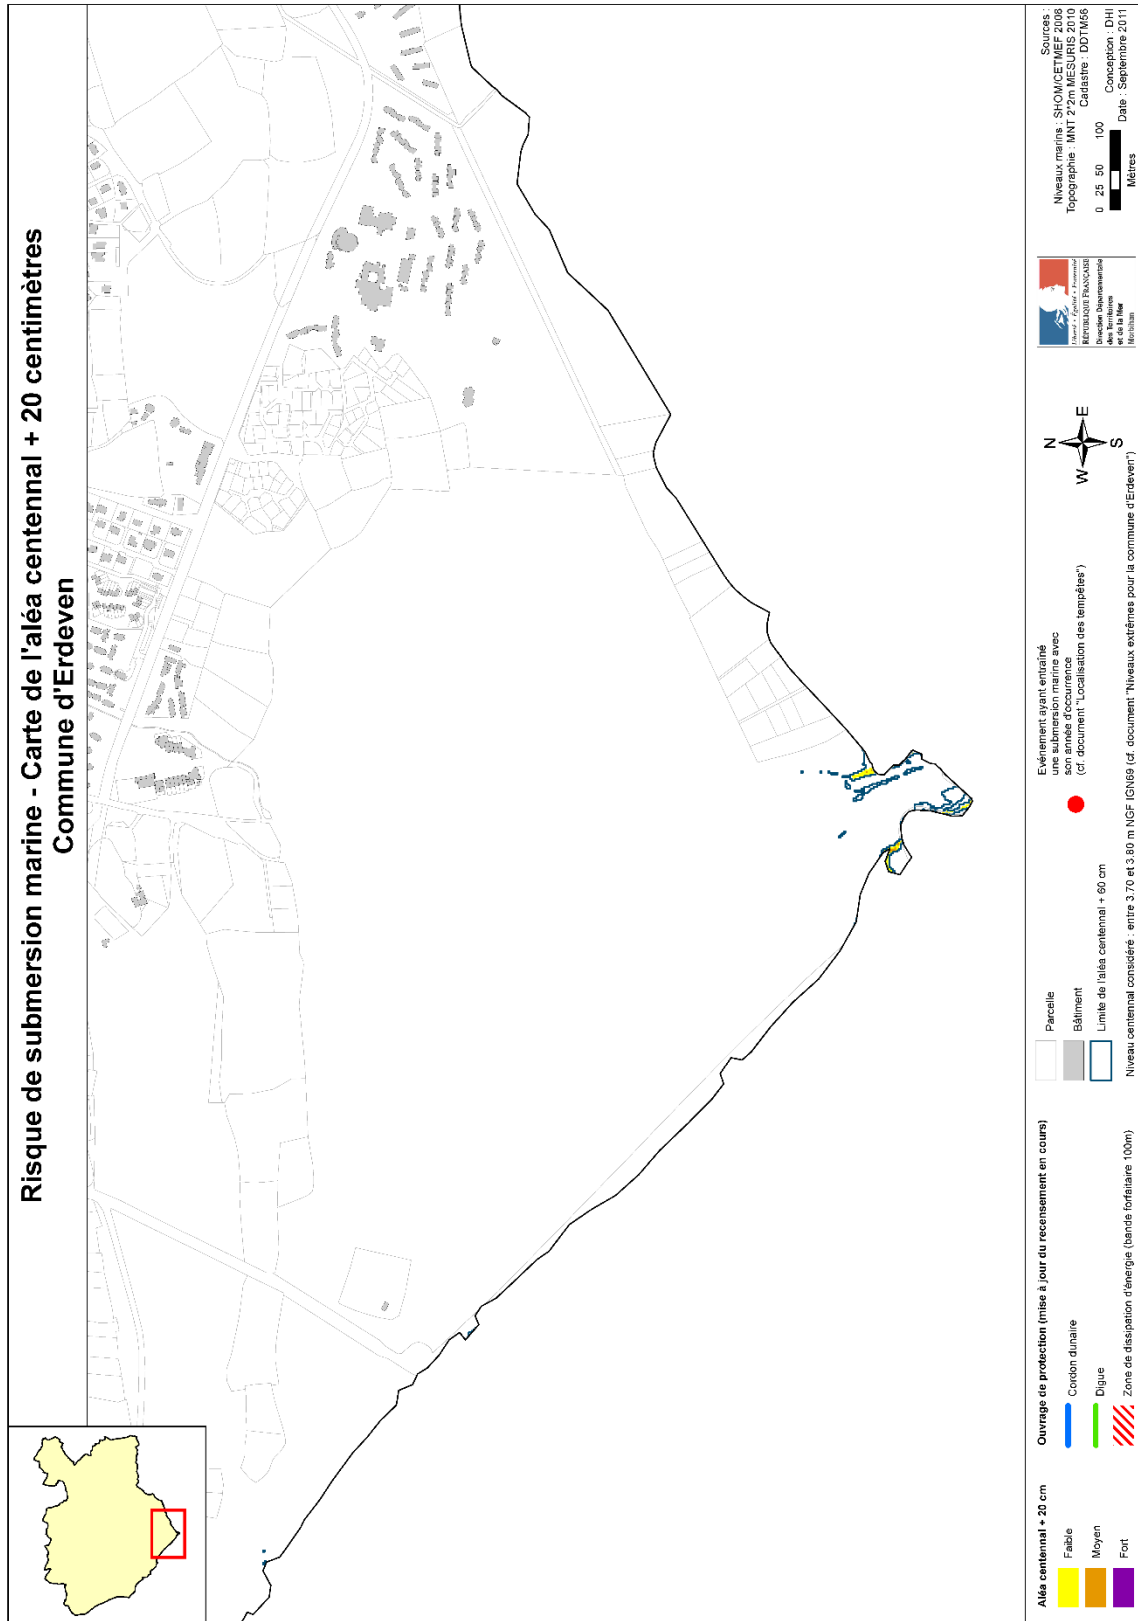 Risque de submersion marine - Carte de l'aléa centennal + 20 centimètres
Commune d'Erdeven
Aléa centennal + 20 cm
Faible
Moyen
Fort
Ouvrage de protection (mise à jour du recensement en cours)
Cordon dunaire
Digue
Zone de dissipation d'énergie (bande forfaitaire 100m)
Parcelle
Bâtiment
Limite de l'aléa centennal + 60 cm
Niveau centennal considéré : entre 3.70 et 3.80 m NGF IGN69 (cf. document "Niveaux extrêmes pour la commune d'Erdeven")
Evénement ayant entraîné
une submersion marine avec
son année d'occurrence
(cf. document "Localisation des tempêtes")
N
W
E
S
Liberté • Égalité • Fraternité
RÉPUBLIQUE FRANÇAISE
Direction Départementale
des Territoires
et de la Mer
Morbihan
Sources :
Niveaux marins : SHOM/CETMEF 2008
Topographie : MNT 2*2m MESURIS 2010
Cadastre : DDTM56
0 25 50 100
Mètres
Conception : DHI
Date : Septembre 2011